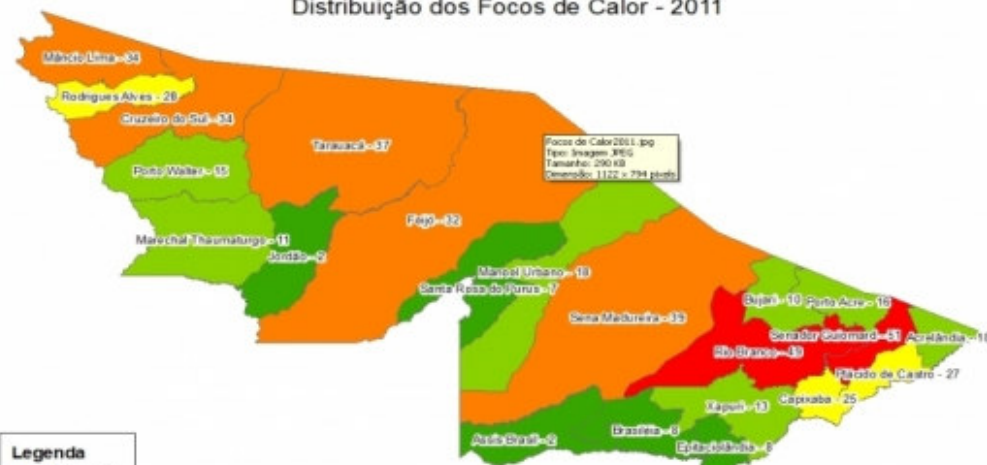 Distribuição dos Focos de Calor - 2011
Mâncio Lima - 34
Rodrigues Alves - 28
Cruzeiro do Sul - 34
Tarauacá - 37
Focos de Calor2011.jpg
Tipo: Imagem JPEG
Tamanho: 290 KB
Dimensão: 1122 x 794 pixels
Porto Walter - 15
Feijó - 32
Marechal Thaumaturgo - 11
Jordão - 2
Manoel Urbano - 18
Santa Rosa do Purus - 7
Sena Madureira - 39
Bujari - 10
Porto Acre - 16
Senador Guiomard - 51
Acrelândia -
Rio Branco - 49
Plácido de Castro - 27
Capixaba - 25
Xapuri - 13
Brasiléia - 8
Assis Brasil - 2
Epitaciolândia - 8
Legenda